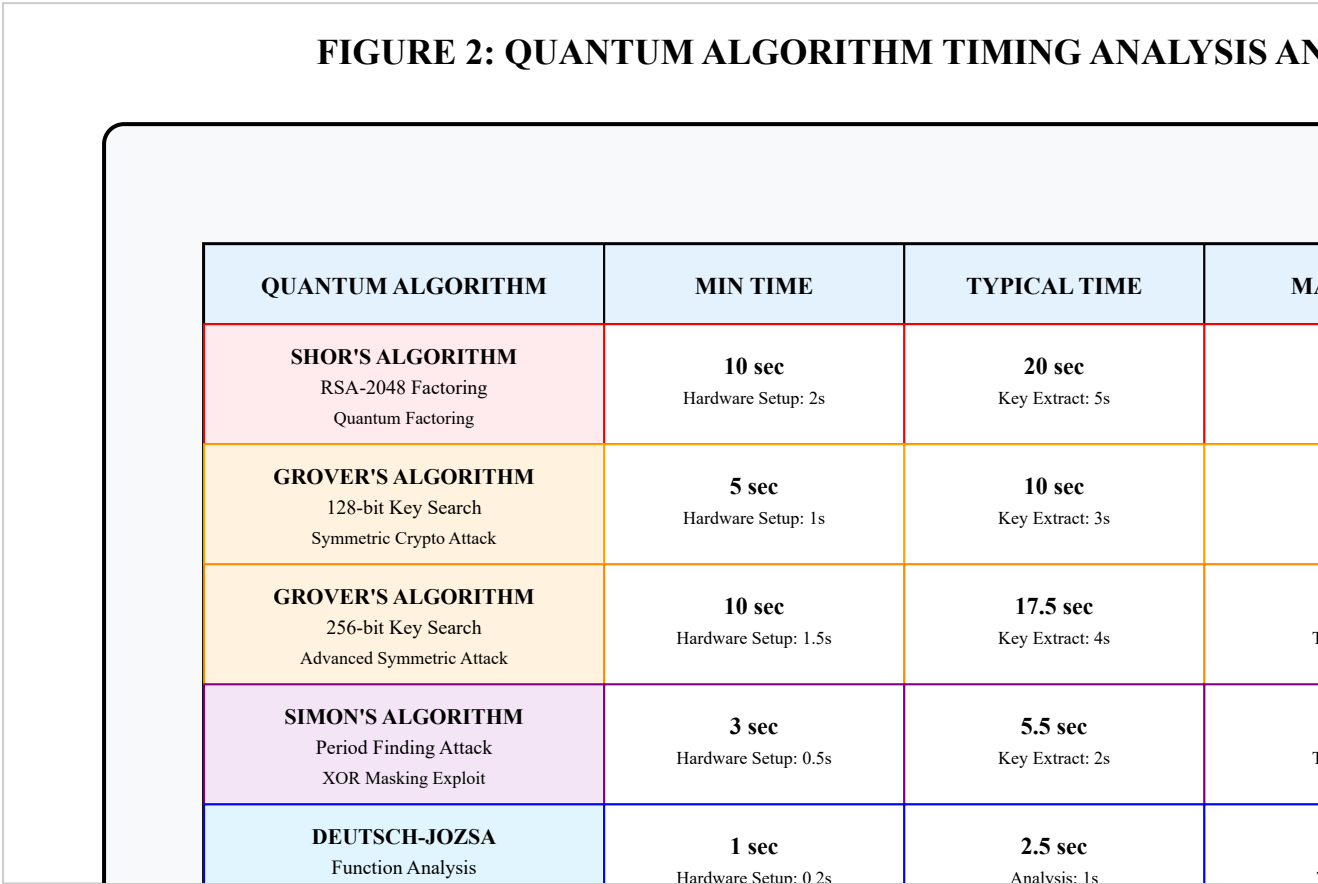 FIGURE 2: QUANTUM ALGORITHM TIMING ANALYSIS AN
QUANTUM ALGORITHM
MIN TIME
TYPICAL TIME
MA
SHOR'S ALGORITHM
RSA-2048 Factoring
Quantum Factoring
10 sec
Hardware Setup: 2s
20 sec
Key Extract: 5s
GROVER'S ALGORITHM
128-bit Key Search
Symmetric Crypto Attack
5 sec
Hardware Setup: 1s
10 sec
Key Extract: 3s
GROVER'S ALGORITHM
256-bit Key Search
Advanced Symmetric Attack
10 sec
Hardware Setup: 1.5s
17.5 sec
Key Extract: 4s
SIMON'S ALGORITHM
Period Finding Attack
XOR Masking Exploit
3 sec
Hardware Setup: 0.5s
5.5 sec
Key Extract: 2s
DEUTSCH-JOZSA
Function Analysis
1 sec
Hardware Setup: 0.2s
2.5 sec
Analysis: 1s